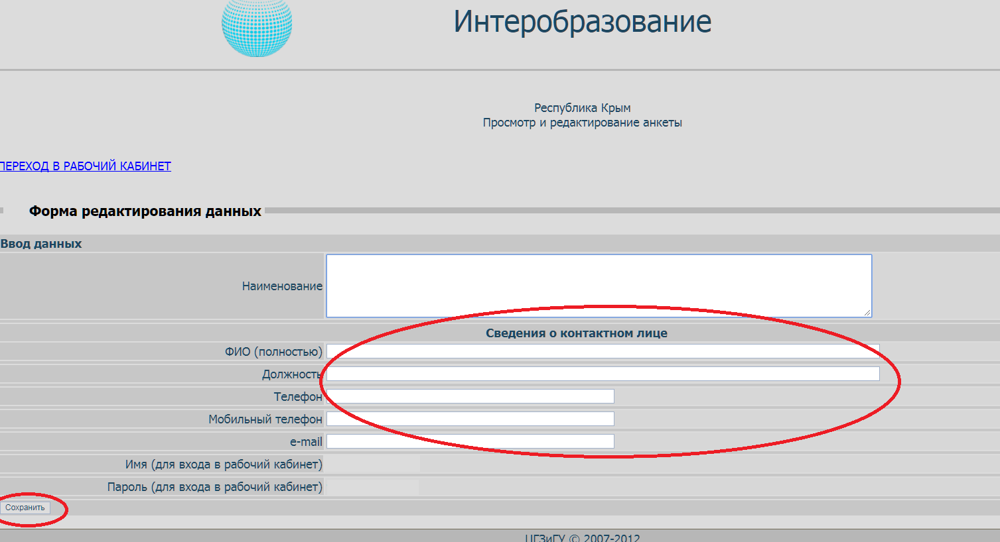 Интеробразование
Республика Крым
Просмотр и редактирование анкеты
ПЕРЕХОД В РАБОЧИЙ КАБИНЕТ
Форма редактирования данных
Ввод данных
Наименование
Сведения о контактном лице
ФИО (полностью)
Должность
Телефон
Мобильный телефон
e-mail
Имя (для входа в рабочий кабинет)
Пароль (для входа в рабочий кабинет)
Сохранить
ЦГЗиГУ © 2007-2012